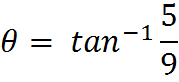 θ = tan⁻¹ 5/9